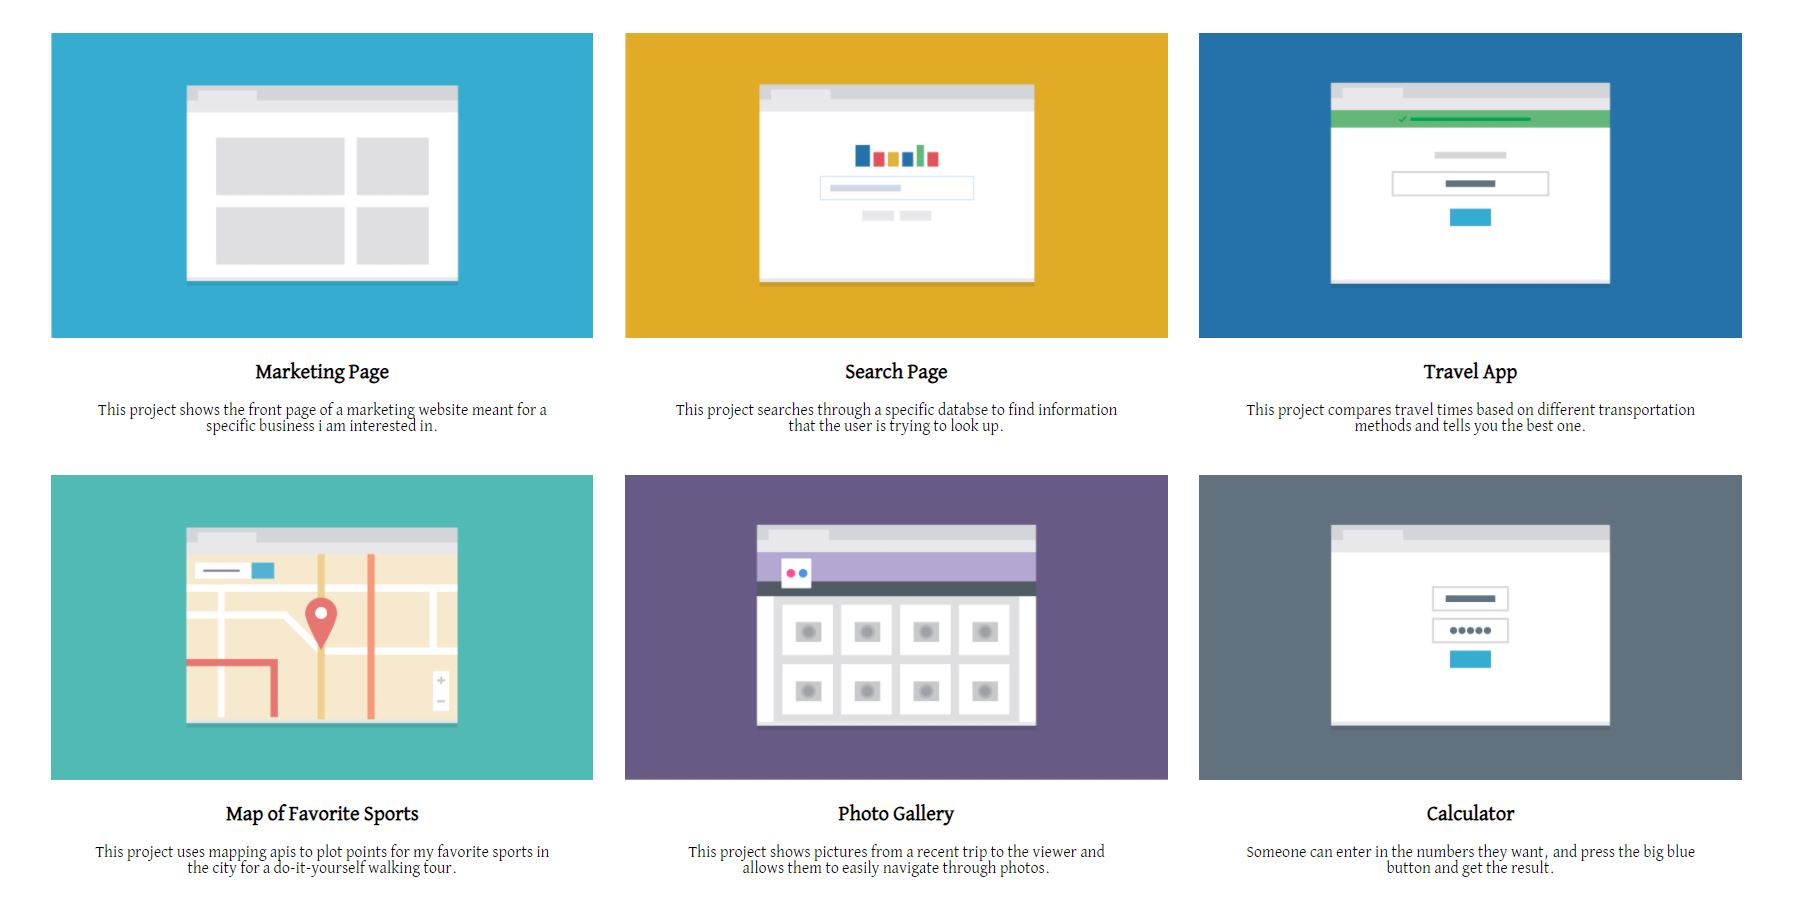 Marketing Page
This project shows the front page of a marketing website meant for a
specific business i am interested in.
Search Page
This project searches through a specific databse to find information
that the user is trying to look up.
Travel App
This project compares travel times based on different transportation
methods and tells you the best one.
Map of Favorite Sports
This project uses mapping apis to plot points for my favorite sports in
the city for a do-it-yourself walking tour.
Photo Gallery
This project shows pictures from a recent trip to the viewer and
allows them to easily navigate through photos.
Calculator
Someone can enter in the numbers they want, and press the big blue
button and get the result.